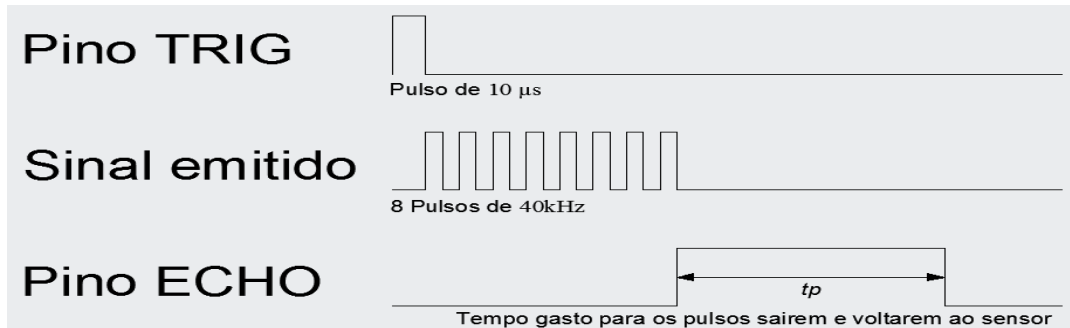 Pino TRIG
Pulso de 10 µs
Sinal emitido
8 Pulsos de 40kHz
Pino ECHO
tp
Tempo gasto para os pulsos sairem e voltarem ao sensor